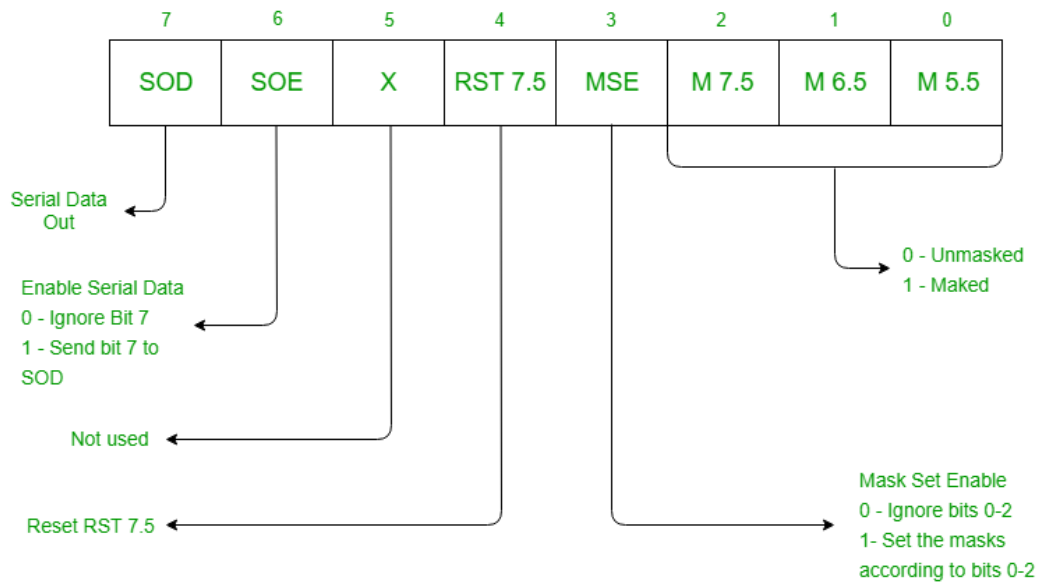 7 6 5 4 3 2 1 0
SOD SOE X RST 7.5 MSE M 7.5 M 6.5 M 5.5
Serial Data
Out
0 - Unmasked
1 - Maked
Enable Serial Data
0 - Ignore Bit 7
1 - Send bit 7 to
SOD
Not used
Reset RST 7.5
Mask Set Enable
0 - Ignore bits 0-2
1- Set the masks
according to bits 0-2